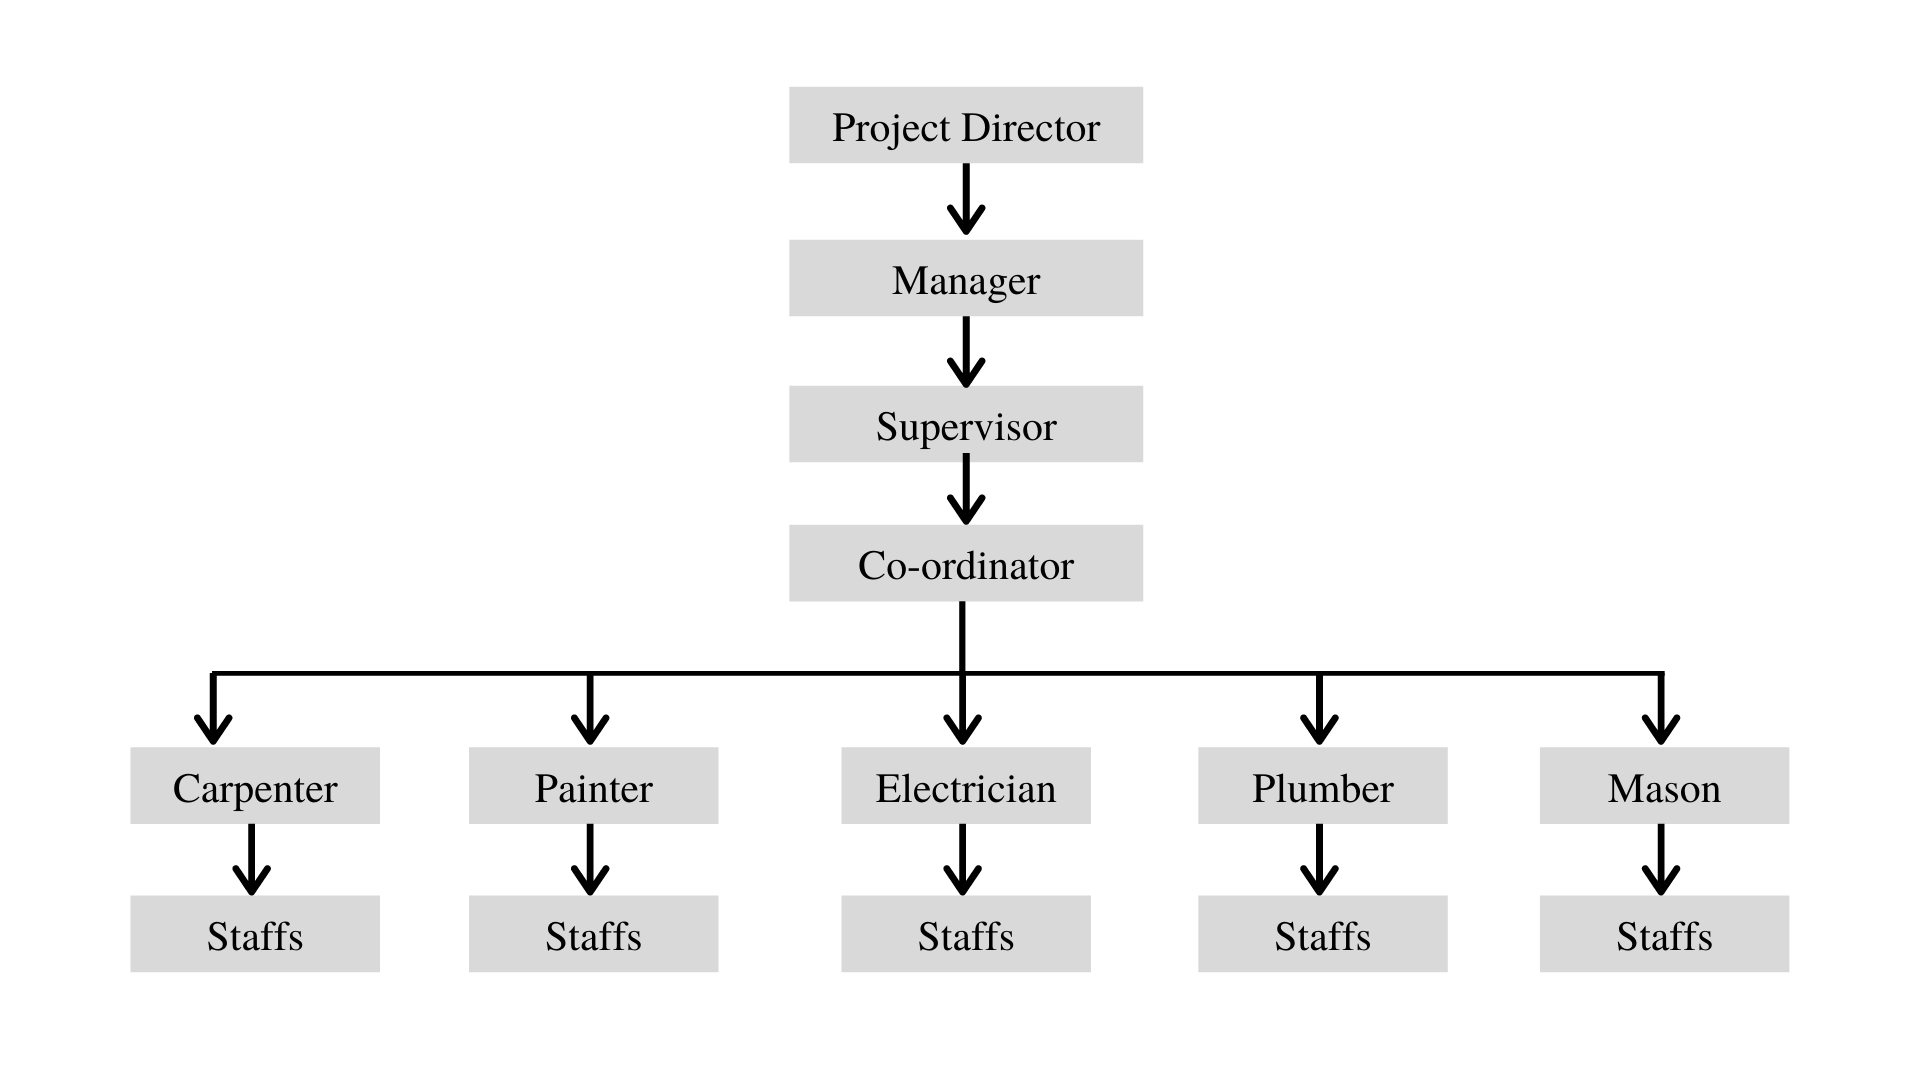 Project Director
Manager
Supervisor
Co-ordinator
Carpenter
Painter
Electrician
Plumber
Mason
Staffs
Staffs
Staffs
Staffs
Staffs